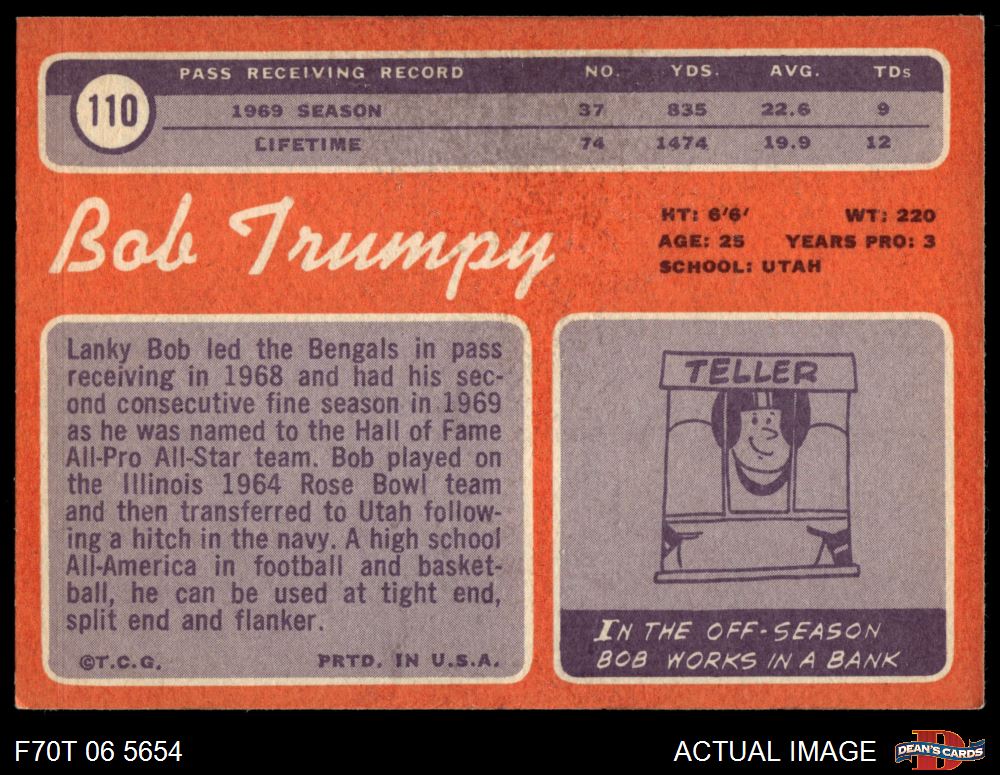 110
PASS RECEIVING RECORD NO. YDS. AVG. TDs
1969 SEASON 37 835 22.6 9
LIFETIME 74 1474 19.9 12
Bob Trumpy
HT: 6'6' WT: 220
AGE: 25 YEARS PRO: 3
SCHOOL: UTAH
Lanky Bob led the Bengals in pass
receiving in 1968 and had his sec-
ond consecutive fine season in 1969
as he was named to the Hall of Fame
All-Pro All-Star team. Bob played on
the Illinois 1964 Rose Bowl team
and then transferred to Utah follow-
ing a hitch in the navy. A high school
All-America in football and basket-
ball, he can be used at tight end,
split end and flanker.
©T.C.G. PRTD. IN U.S.A.
TELLER
IN THE OFF-SEASON
BOB WORKS IN A BANK
F70T 06 5654 ACTUAL IMAGE
D
DEAN'S CARDS